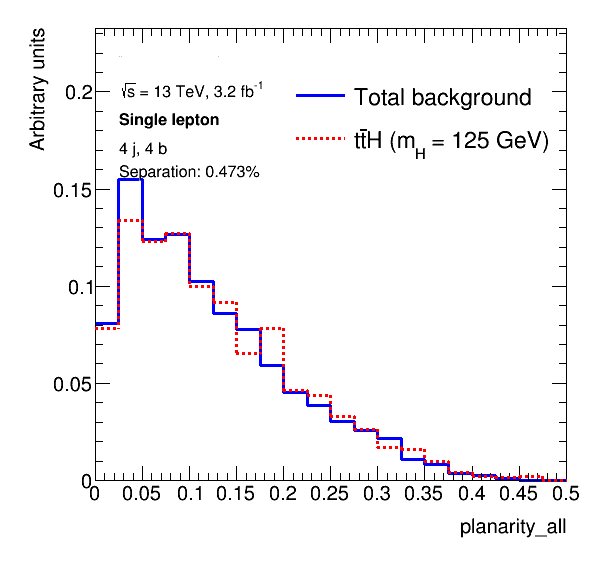 Arbitrary units
√s = 13 TeV, 3.2 fb⁻¹
Single lepton
4 j, 4 b
Separation: 0.473%
Total background
tt̄H (m_H = 125 GeV)
0.2
0.15
0.1
0.05
0
0 0.05 0.1 0.15 0.2 0.25 0.3 0.35 0.4 0.45 0.5
planarity_all